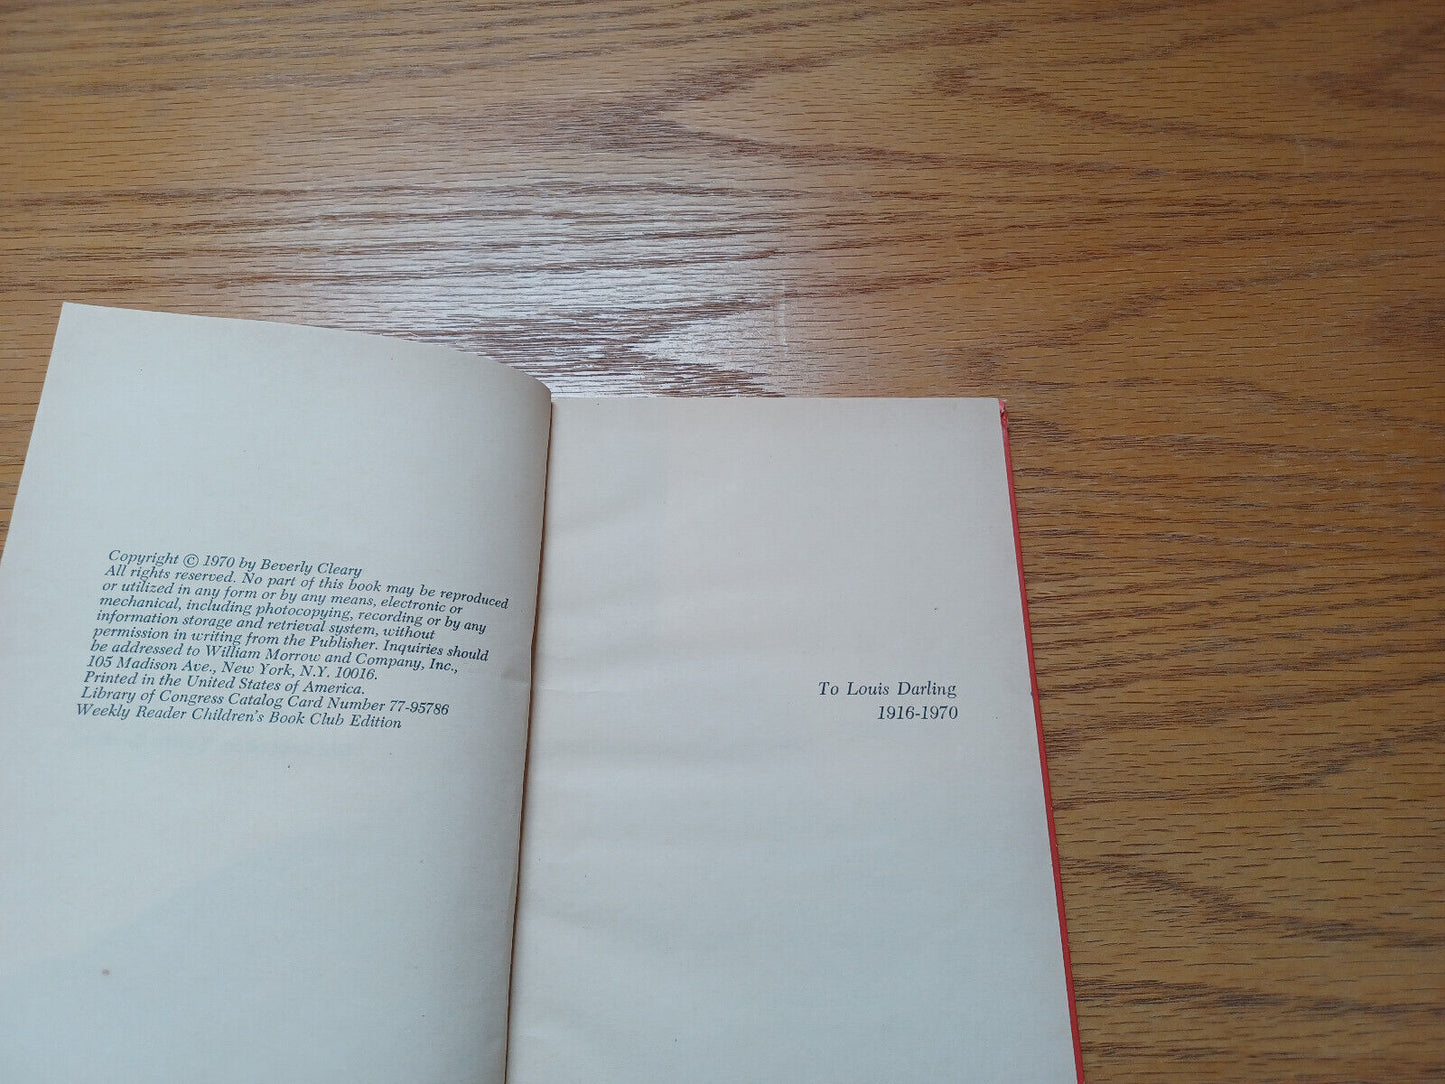 Copyright © 1970 by Beverly Cleary
All rights reserved. No part of this book may be reproduced
or utilized in any form or by any means, electronic or
mechanical, including photocopying, recording or by any
information storage and retrieval system, without
permission in writing from the Publisher. Inquiries should
be addressed to William Morrow and Company, Inc.,
105 Madison Ave., New York, N.Y. 10016.
Printed in the United States of America.
Library of Congress Catalog Card Number 77-95786
Weekly Reader Children's Book Club Edition
To Louis Darling
1916-1970